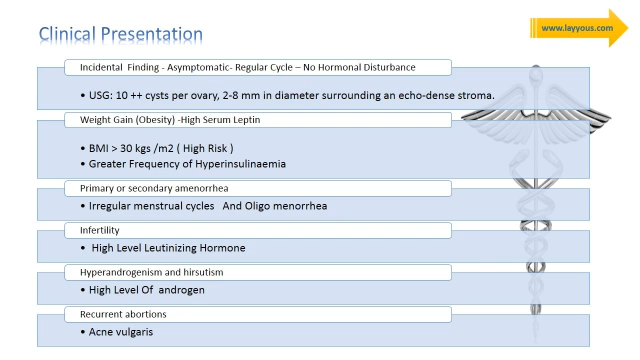 Clinical Presentation
www.layyous.com
Incidental Finding - Asymptomatic- Regular Cycle – No Hormonal Disturbance
• USG: 10 ++ cysts per ovary, 2-8 mm in diameter surrounding an echo-dense stroma.
Weight Gain (Obesity) -High Serum Leptin
• BMI > 30 kgs /m2 ( High Risk )
• Greater Frequency of Hyperinsulinaemia
Primary or secondary amenorrhea
• Irregular menstrual cycles And Oligo menorrhea
Infertility
• High Level Leutinizing Hormone
Hyperandrogenism and hirsutism
• High Level Of androgen
Recurrent abortions
• Acne vulgaris